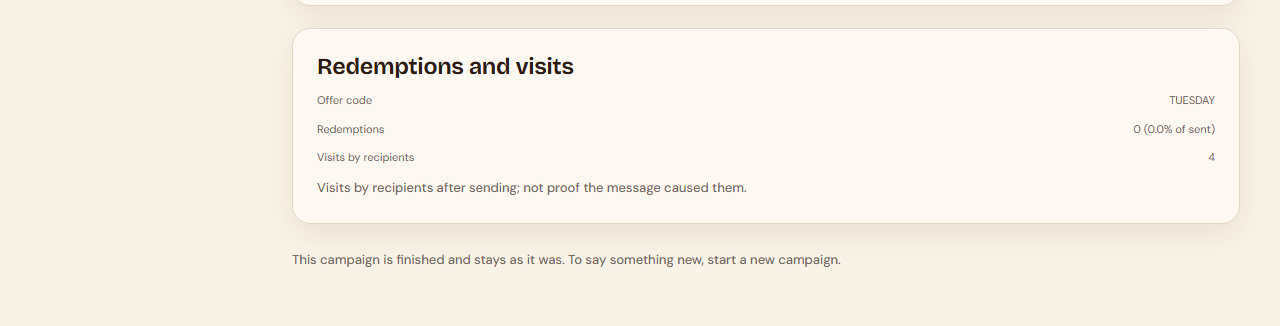 Redemptions and visits
Offer code TUESDAY
Redemptions 0 (0.0% of sent)
Visits by recipients 4
Visits by recipients after sending; not proof the message caused them.
This campaign is finished and stays as it was. To say something new, start a new campaign.